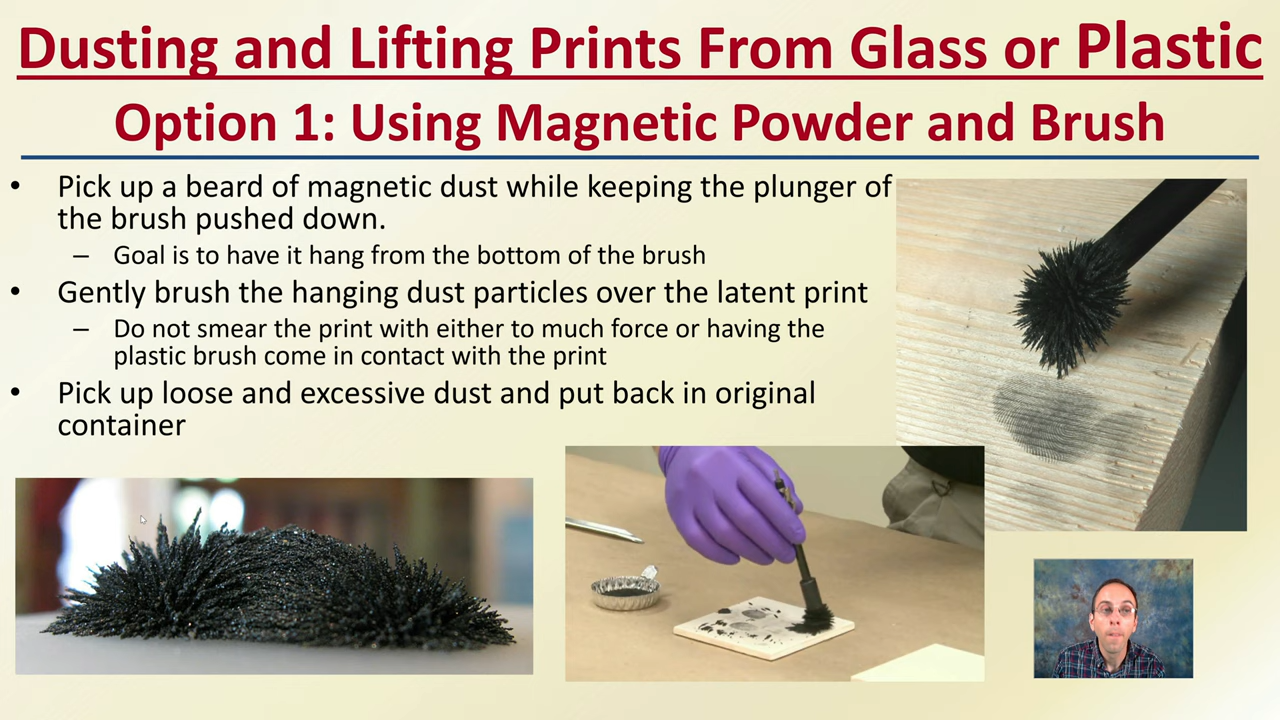 Dusting and Lifting Prints From Glass or Plastic
Option 1: Using Magnetic Powder and Brush
• Pick up a beard of magnetic dust while keeping the plunger of
the brush pushed down.
– Goal is to have it hang from the bottom of the brush
• Gently brush the hanging dust particles over the latent print
– Do not smear the print with either to much force or having the
plastic brush come in contact with the print
• Pick up loose and excessive dust and put back in original
container